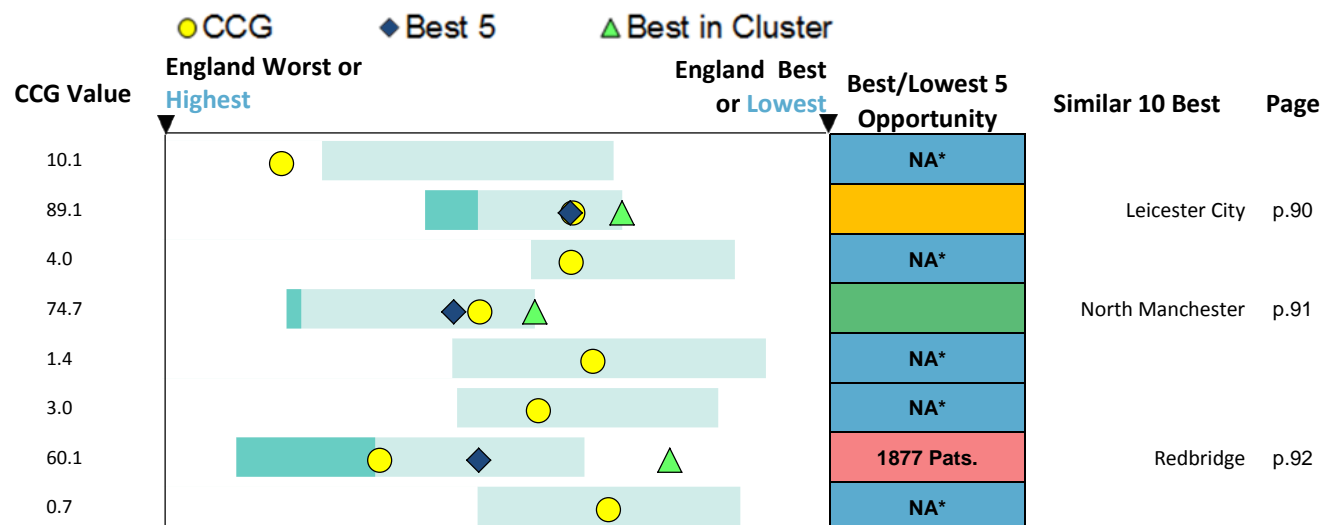 CCG Best 5 Best in Cluster
CCG Value
England Worst or
Highest
England Best
or Lowest
Best/Lowest 5
Opportunity
Similar 10 Best
Page
10.1 NA*
89.1 Leicester City p.90
4.0 NA*
74.7 North Manchester p.91
1.4 NA*
3.0 NA*
60.1 1877 Pats. Redbridge p.92
0.7 NA*